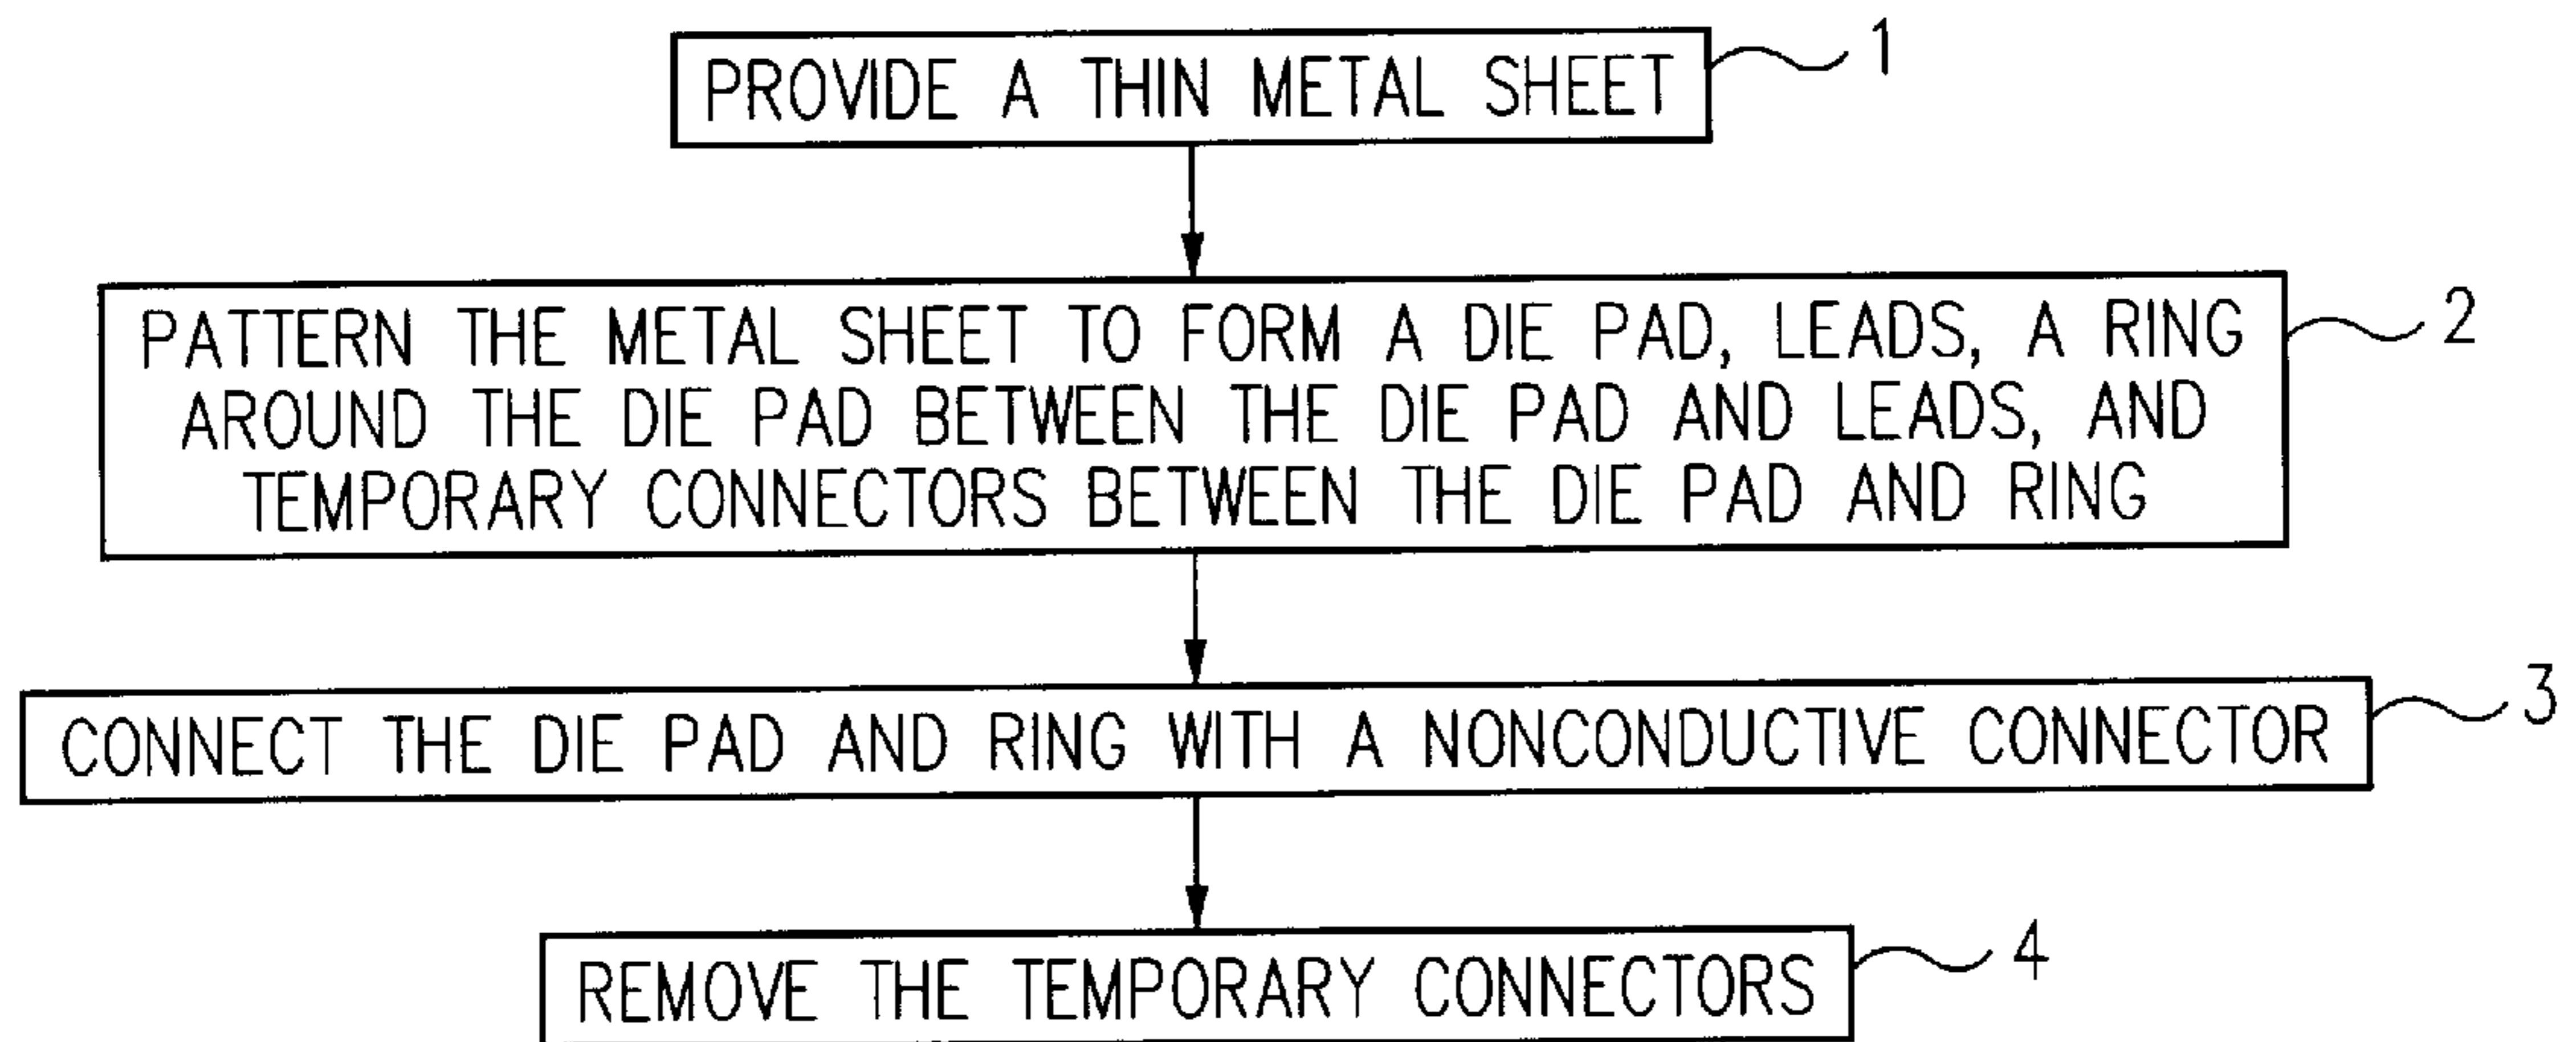 PROVIDE A THIN METAL SHEET 1
PATTERN THE METAL SHEET TO FORM A DIE PAD, LEADS, A RING 2
AROUND THE DIE PAD BETWEEN THE DIE PAD AND LEADS, AND
TEMPORARY CONNECTORS BETWEEN THE DIE PAD AND RING
CONNECT THE DIE PAD AND RING WITH A NONCONDUCTIVE CONNECTOR 3
REMOVE THE TEMPORARY CONNECTORS 4